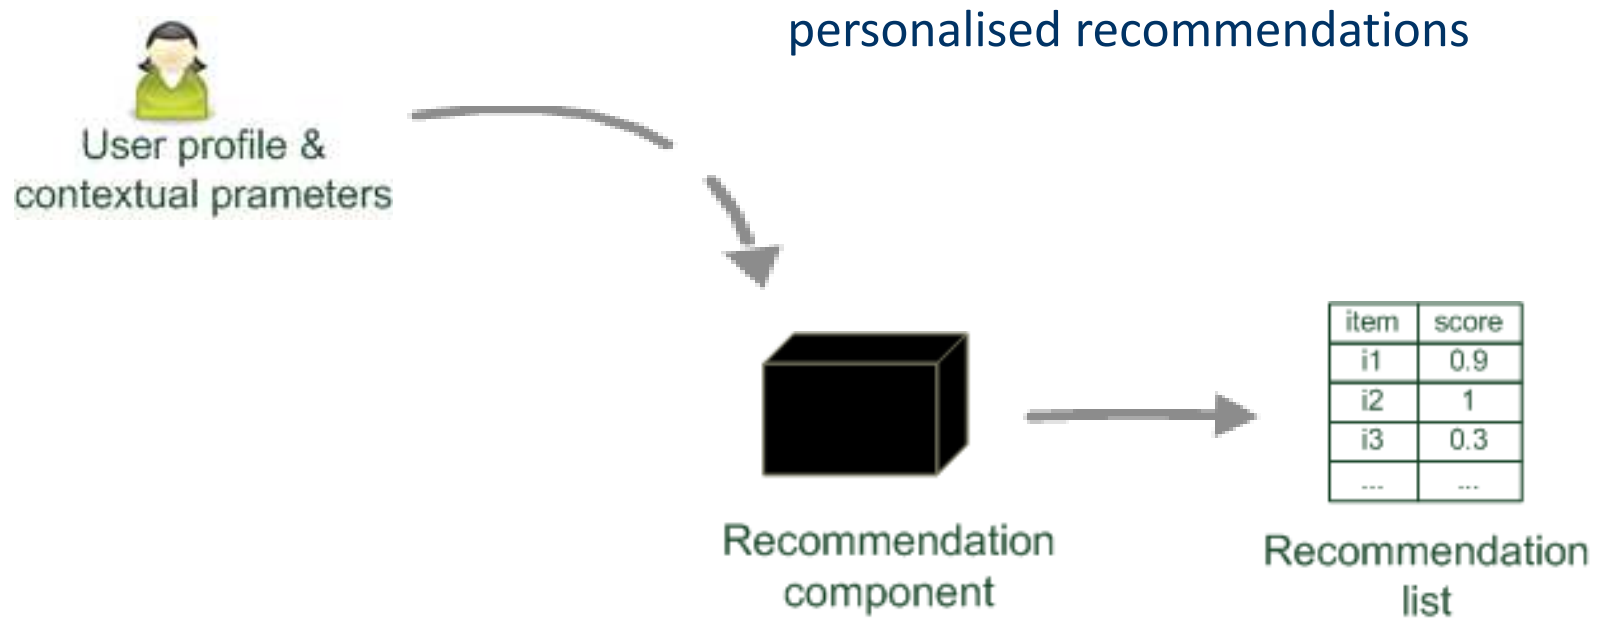 personalised recommendations
User profile &
contextual prameters
item score
i1 0.9
i2 1
i3 0.3
... ...
Recommendation
component
Recommendation
list